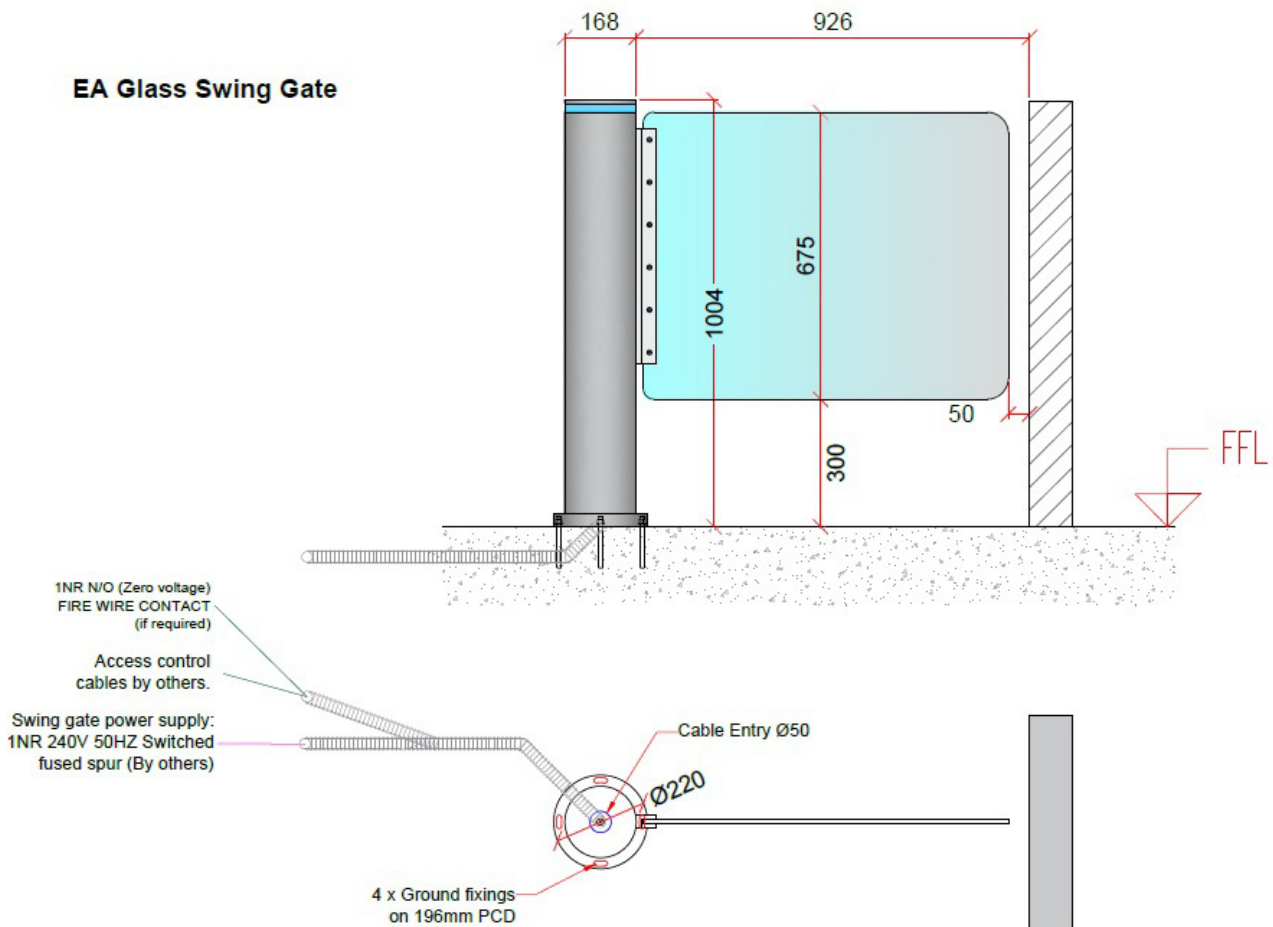 168
926
EA Glass Swing Gate
675
1004
50
300
FFL
1NR N/O (Zero voltage)
FIRE WIRE CONTACT
(if required)
Access control
cables by others.
Swing gate power supply:
1NR 240V 50HZ Switched
fused spur (By others)
Cable Entry Ø50
Ø220
4 x Ground fixings
on 196mm PCD